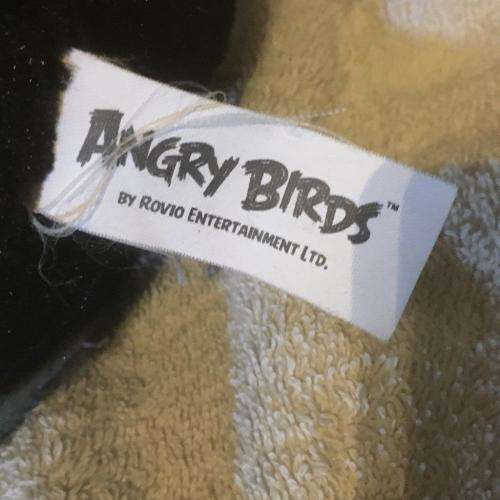 ANGRY BIRDS™
BY ROVIO ENTERTAINMENT LTD.